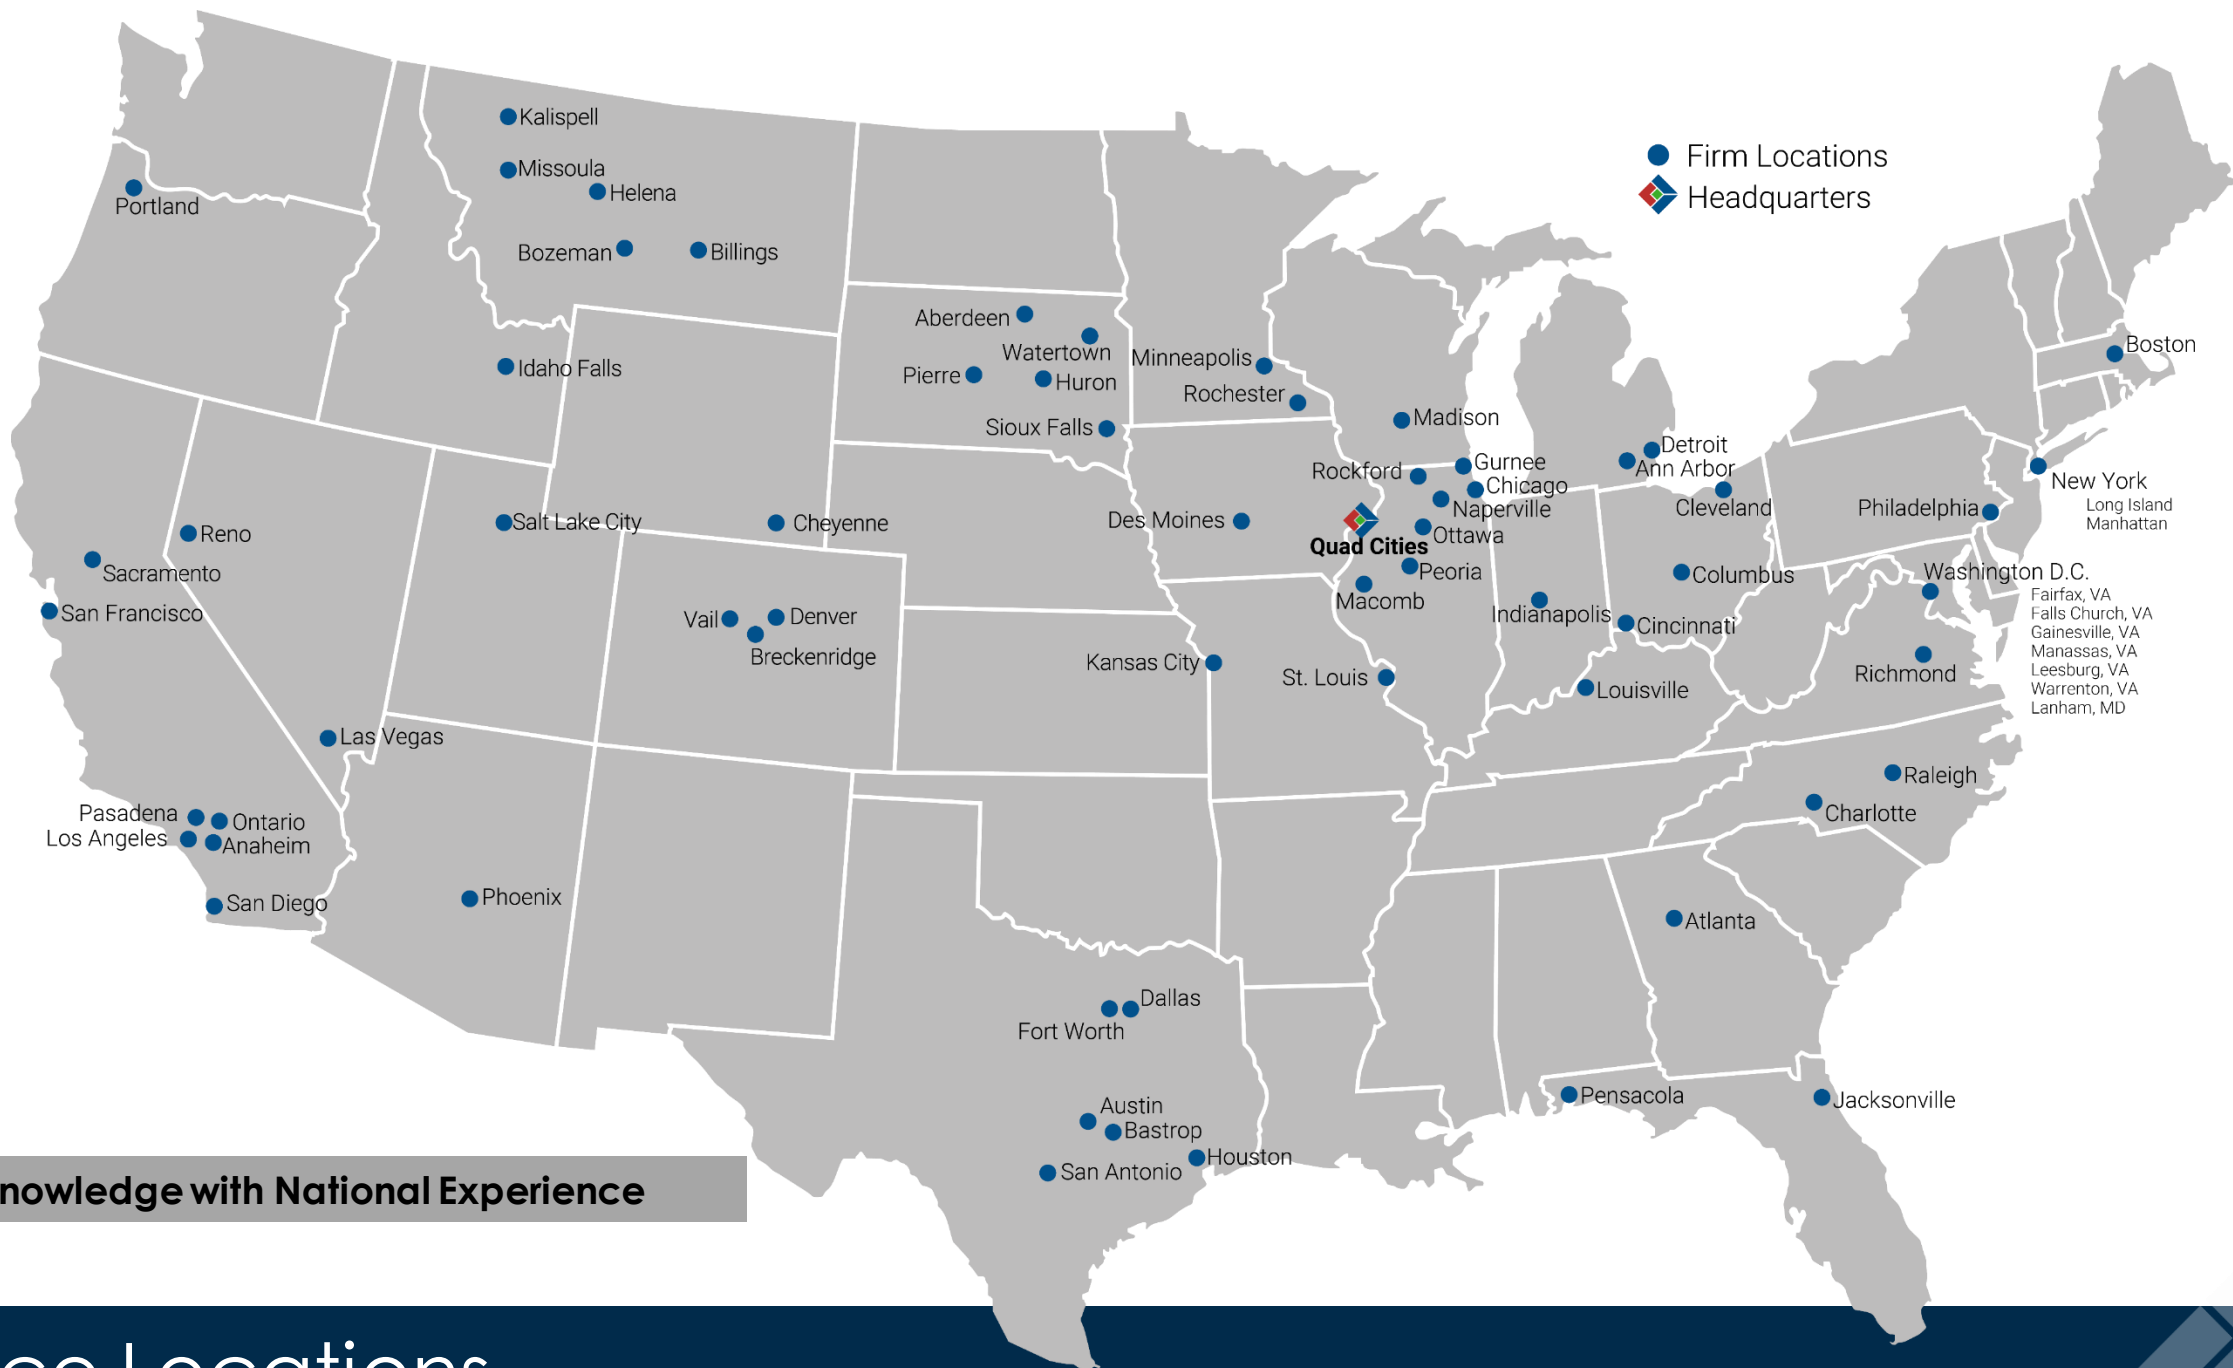 Firm Locations
Headquarters
Kalispell
Missoula
Helena
Bozeman
Billings
Portland
Idaho Falls
Aberdeen
Watertown
Pierre
Huron
Sioux Falls
Minneapolis
Rochester
Madison
Rockford
Gurnee
Chicago
Naperville
Ottawa
Quad Cities
Peoria
Macomb
Des Moines
Detroit
Ann Arbor
Cleveland
Columbus
Cincinnati
Indianapolis
Louisville
Boston
New York
Long Island
Manhattan
Philadelphia
Washington D.C.
Fairfax, VA
Falls Church, VA
Gainesville, VA
Manassas, VA
Leesburg, VA
Warrenton, VA
Lanham, MD
Richmond
Reno
Sacramento
San Francisco
Salt Lake City
Cheyenne
Vail
Denver
Breckenridge
Kansas City
St. Louis
Las Vegas
Pasadena
Ontario
Los Angeles
Anaheim
San Diego
Phoenix
Raleigh
Charlotte
Atlanta
Dallas
Fort Worth
Austin
Bastrop
Houston
San Antonio
Pensacola
Jacksonville
nowledge with National Experience
ce Locations